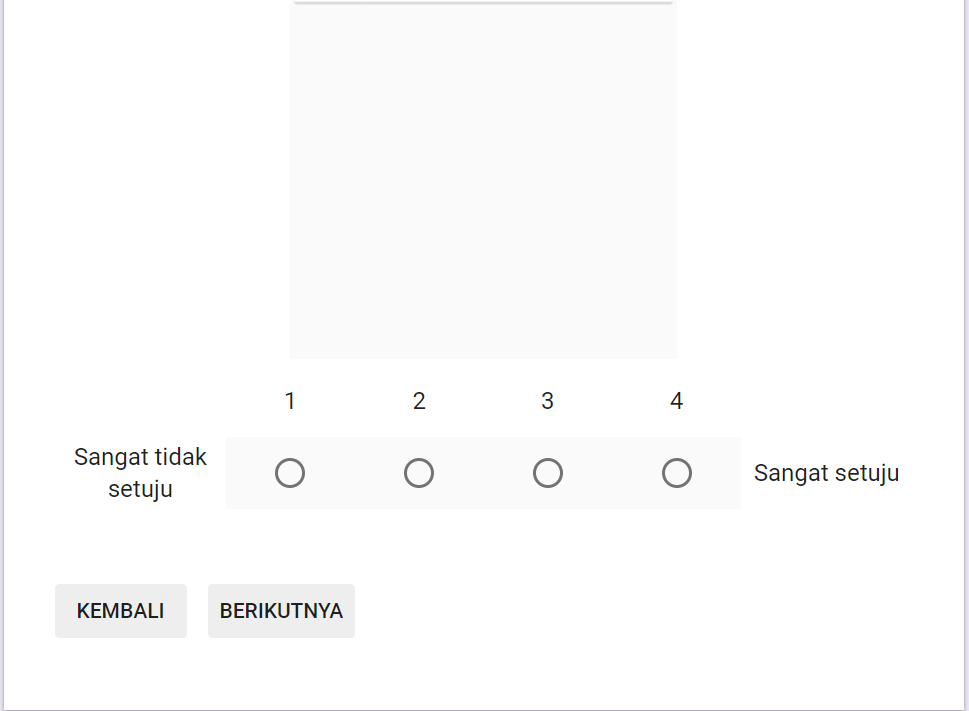 1 2 3 4
Sangat tidak
setuju
Sangat setuju
KEMBALI BERIKUTNYA